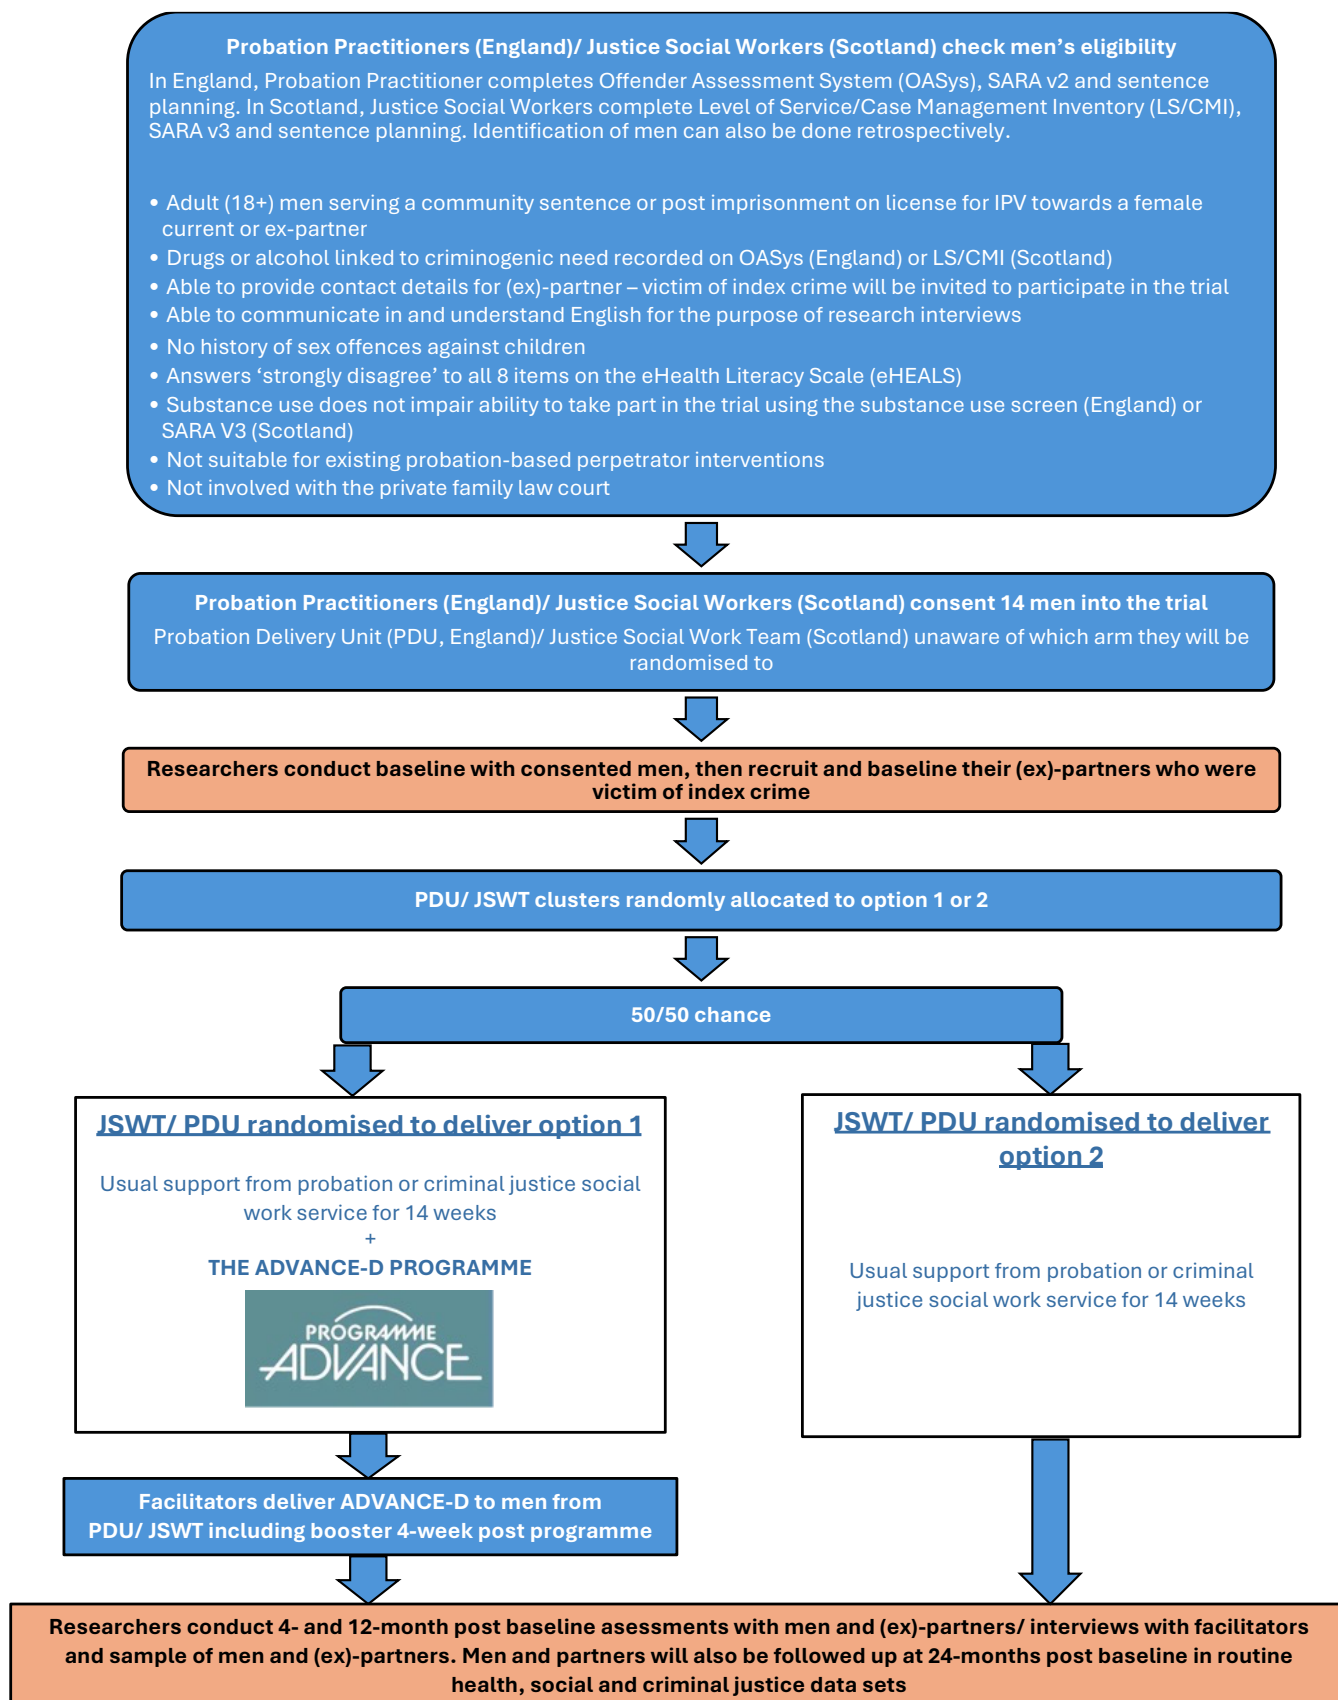 Probation Practitioners (England)/ Justice Social Workers (Scotland) check men’s eligibility
In England, Probation Practitioner completes Offender Assessment System (OASys), SARA v2 and sentence
planning. In Scotland, Justice Social Workers complete Level of Service/Case Management Inventory (LS/CMI),
SARA v3 and sentence planning. Identification of men can also be done retrospectively.
• Adult (18+) men serving a community sentence or post imprisonment on license for IPV towards a female
current or ex-partner
• Drugs or alcohol linked to criminogenic need recorded on OASys (England) or LS/CMI (Scotland)
• Able to provide contact details for (ex)-partner – victim of index crime will be invited to participate in the trial
• Able to communicate in and understand English for the purpose of research interviews
• No history of sex offences against children
• Answers ‘strongly disagree’ to all 8 items on the eHealth Literacy Scale (eHEALS)
• Substance use does not impair ability to take part in the trial using the substance use screen (England) or
SARA V3 (Scotland)
• Not suitable for existing probation-based perpetrator interventions
• Not involved with the private family law court
Probation Practitioners (England)/ Justice Social Workers (Scotland) consent 14 men into the trial
Probation Delivery Unit (PDU, England)/ Justice Social Work Team (Scotland) unaware of which arm they will be
randomised to
Researchers conduct baseline with consented men, then recruit and baseline their (ex)-partners who were
victim of index crime
PDU/ JSWT clusters randomly allocated to option 1 or 2
50/50 chance
JSWT/ PDU randomised to deliver option 1
Usual support from probation or criminal justice social
work service for 14 weeks
+
THE ADVANCE-D PROGRAMME
PROGRAMME
ADVANCE
JSWT/ PDU randomised to deliver
option 2
Usual support from probation or criminal
justice social work service for 14 weeks
Facilitators deliver ADVANCE-D to men from
PDU/ JSWT including booster 4-week post programme
Researchers conduct 4- and 12-month post baseline asessments with men and (ex)-partners/ interviews with facilitators
and sample of men and (ex)-partners. Men and partners will also be followed up at 24-months post baseline in routine
health, social and criminal justice data sets